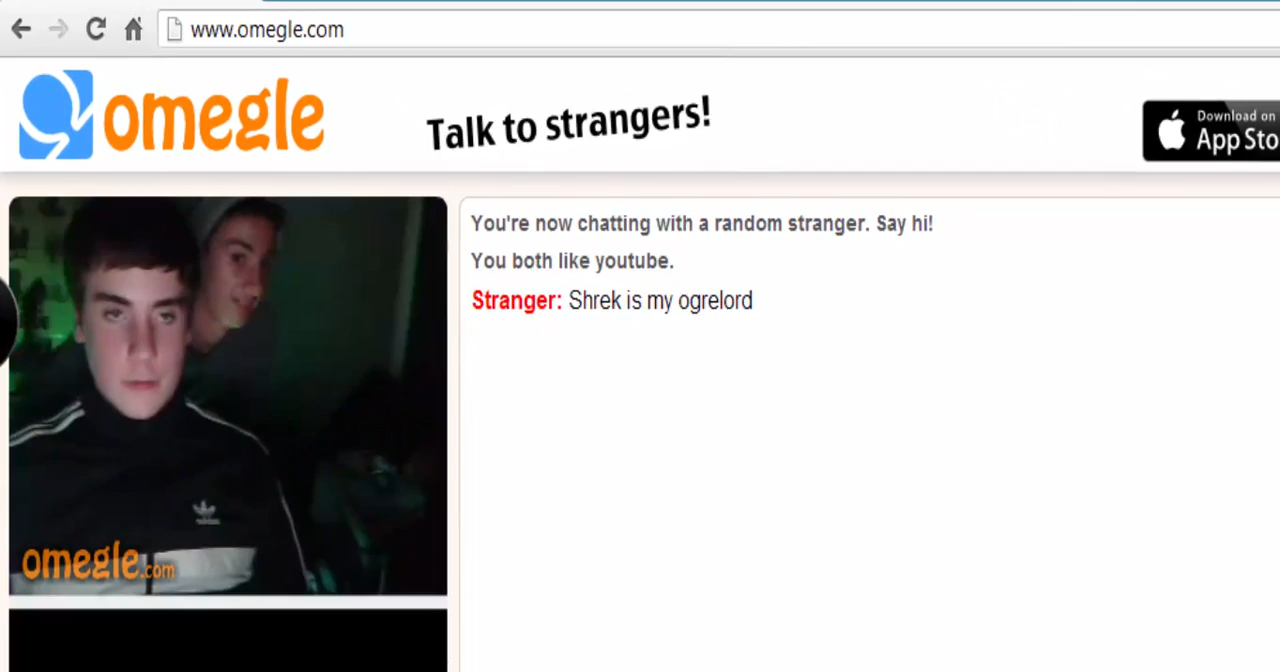 www.omegle.com
omegle
Talk to strangers!
Download on
App Sto
You're now chatting with a random stranger. Say hi!
You both like youtube.
Stranger: Shrek is my ogrelord
adidas
omegle.com